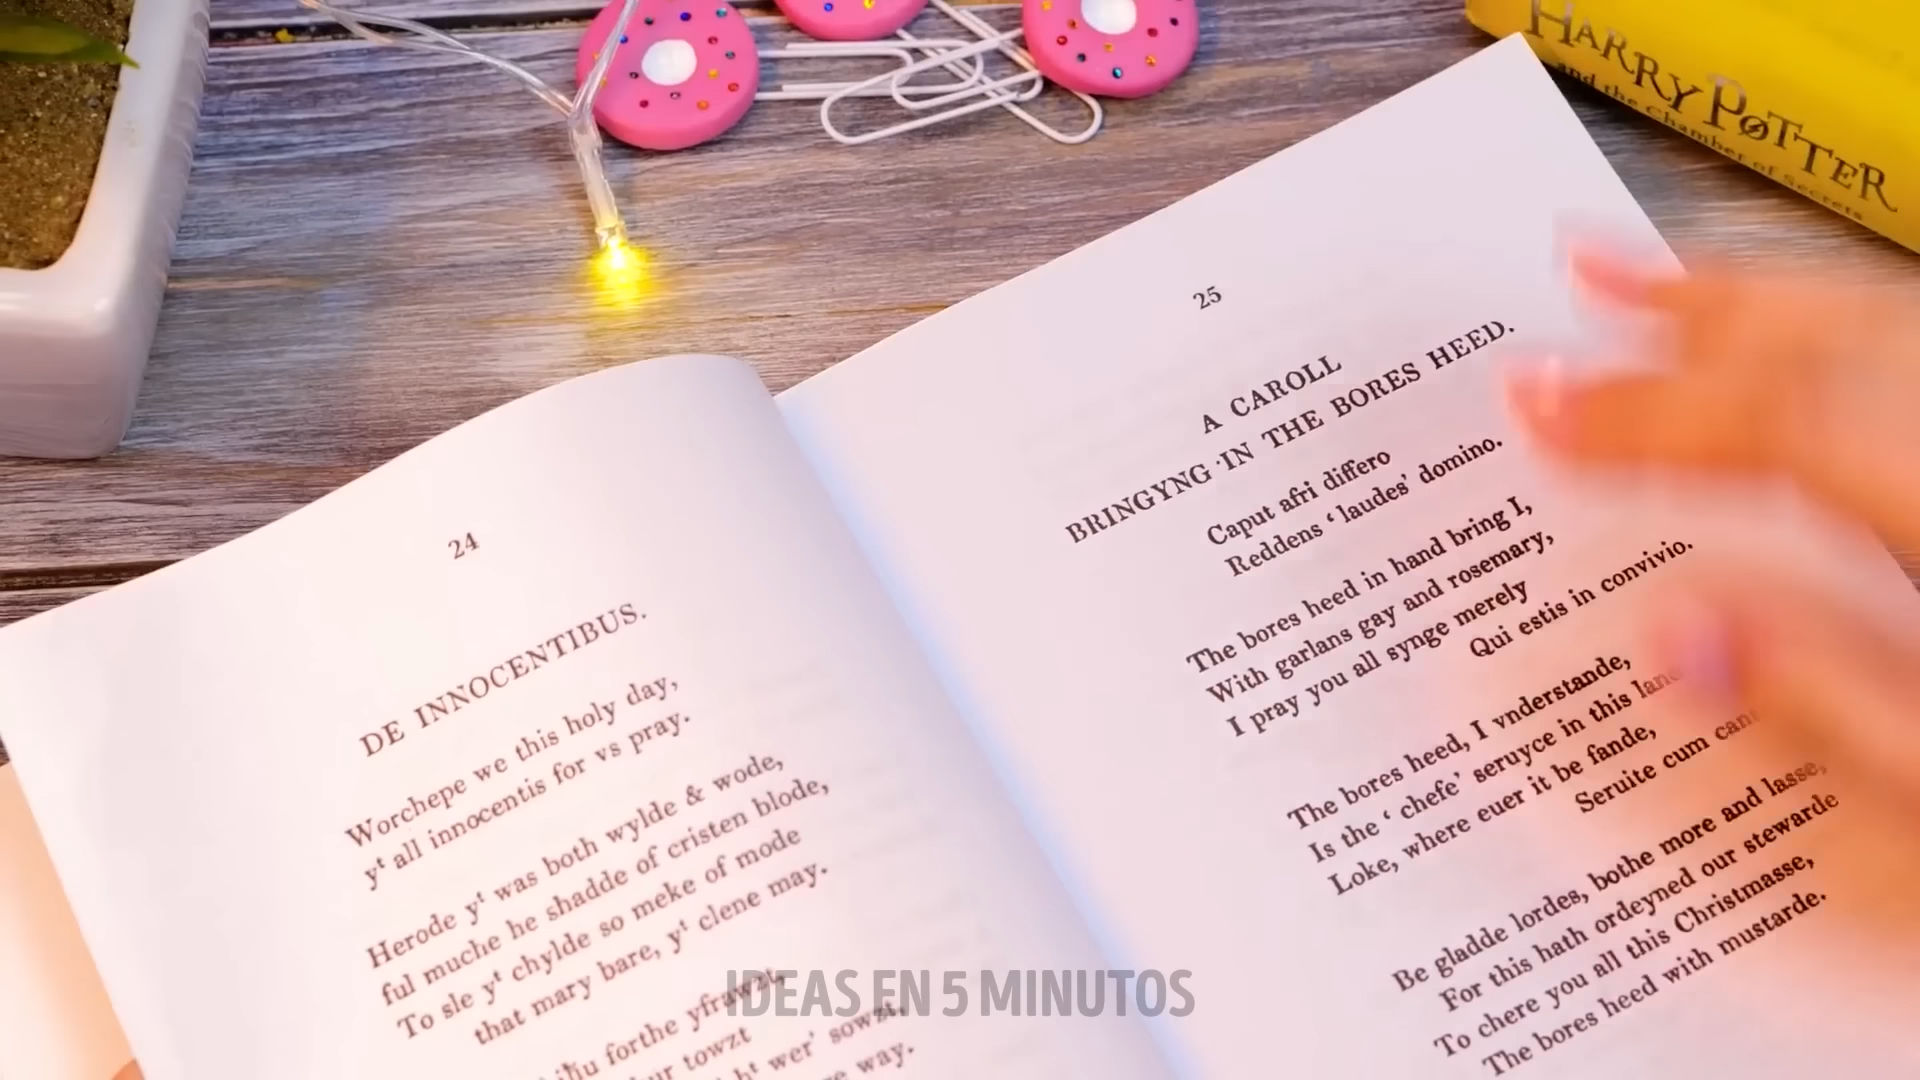 HARRY POTTER
and the Chamber of Secrets
24
DE INNOCENTIBUS.
Worchepe we this holy day,
yᵗ all innocentis for vs pray.
Herode yᵗ was both wylde & wode,
ful muche he shadde of cristen blode,
To sle yᵗ chylde so meke of mode
that mary bare, yᵗ clene may.
forthe yfrawzt,
towzt
wer' sowzt,
way.
25
A CAROLL
BRINGYNG IN THE BORES HEED.
Caput afri differo
Reddens ‘ laudes’ domino.
The bores heed in hand bring I,
With garlans gay and rosemary,
I pray you all synge merely
Qui estis in convivio.
The bores heed, I vnderstande,
Is the ‘ chefe’ seruyce in this
Loke, where euer it be fande,
Seruite cum
Be gladde lordes, bothe more and lasse,
For this hath ordeyned our stewarde
To chere you all this Christmasse,
The bores heed with mustarde.
IDEAS EN 5 MINUTOS